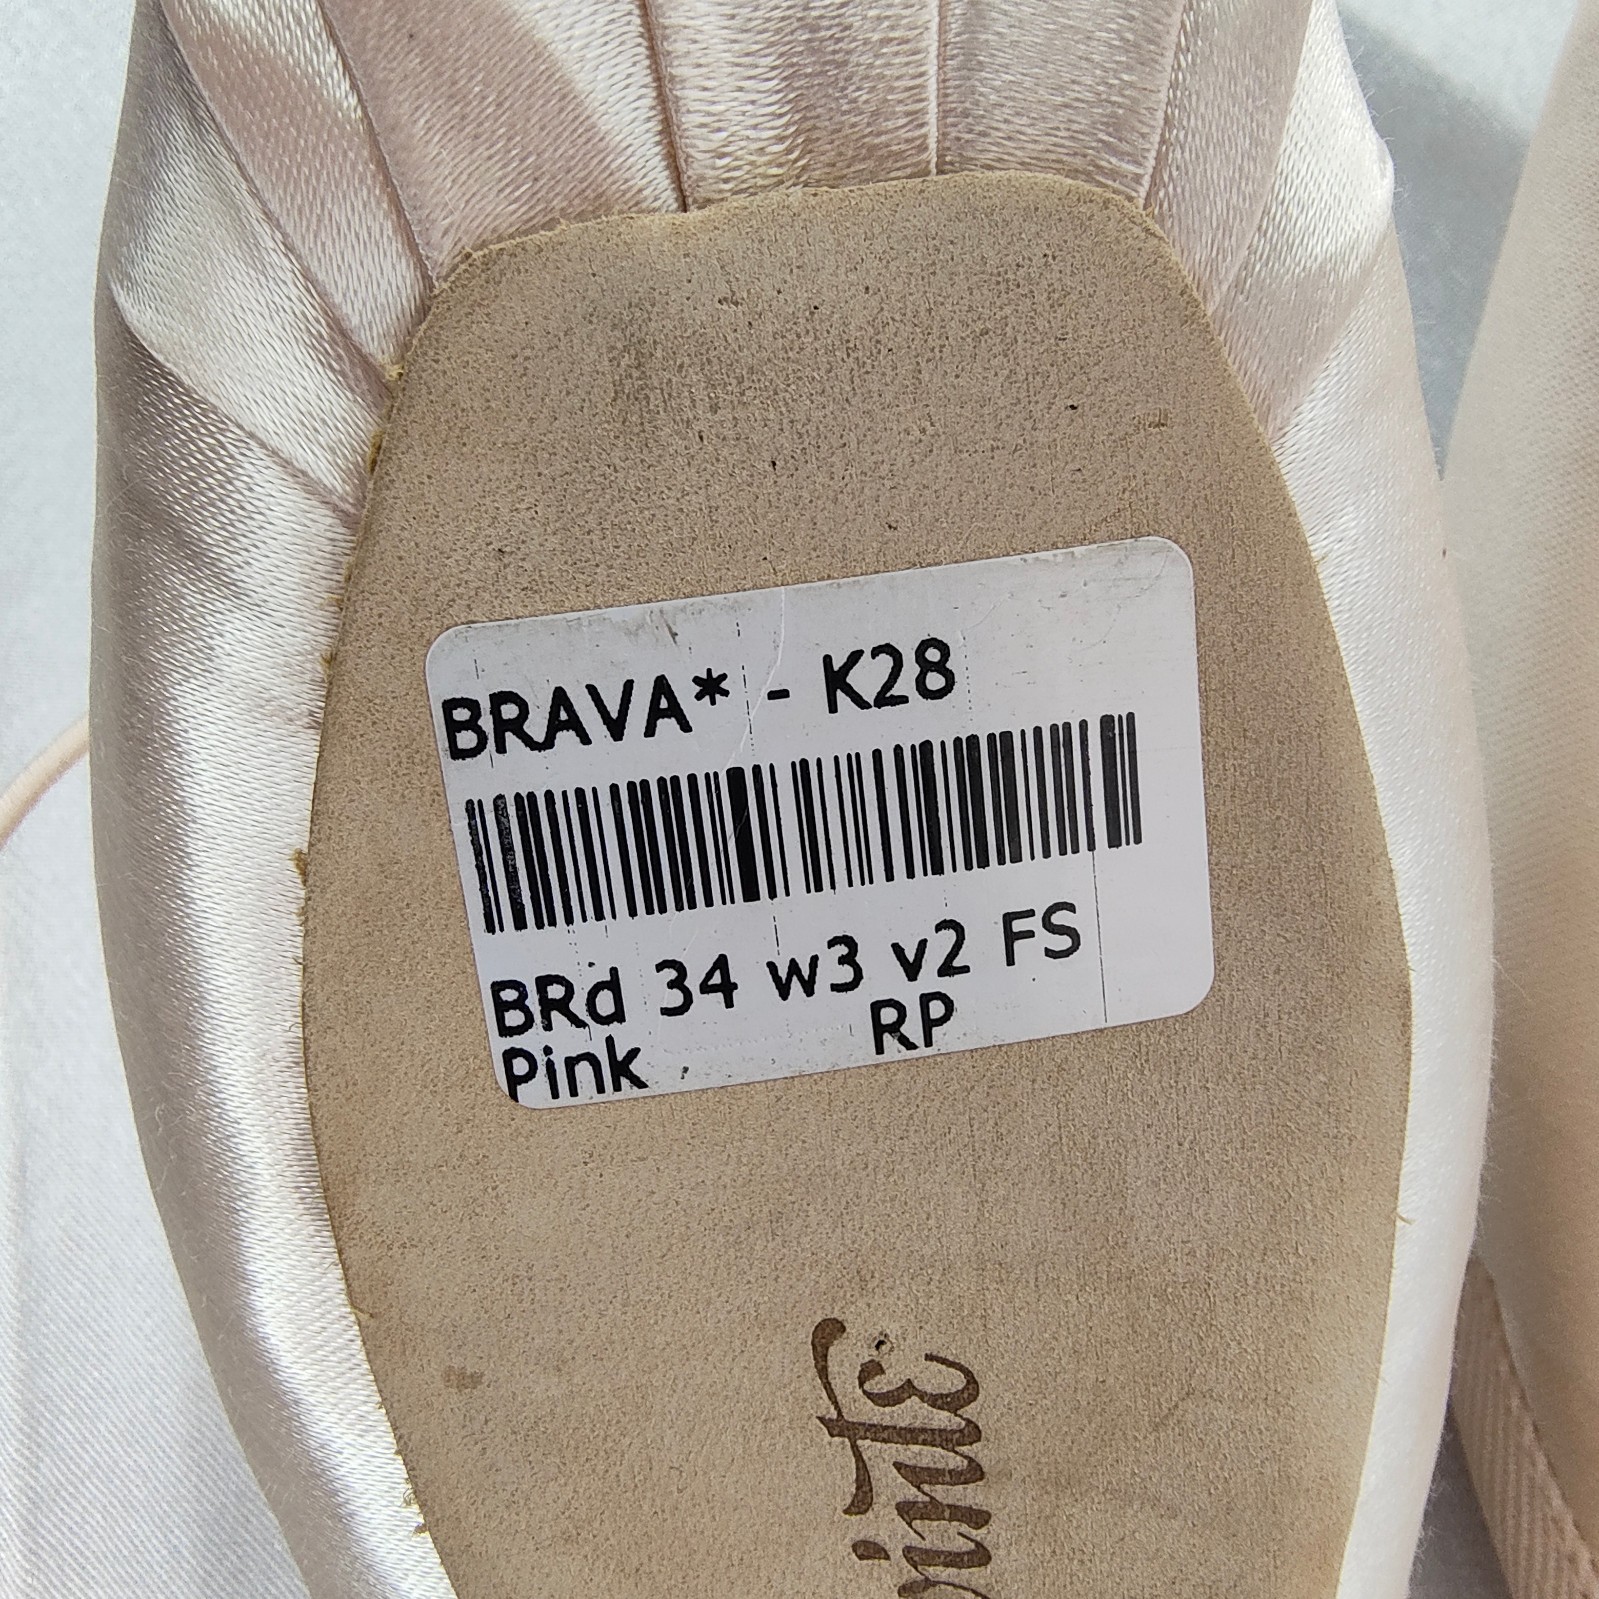 BRAVA* - K28
BRd 34 w3 v2 FS
Pink RP